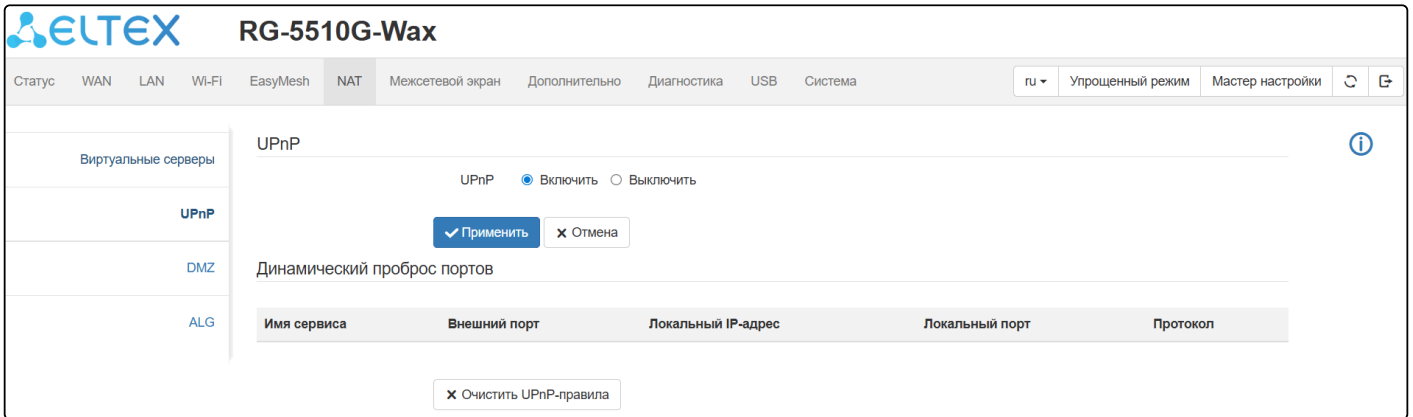 ELTEX RG-5510G-Wax
Статус WAN LAN Wi-Fi EasyMesh NAT Межсетевой экран Дополнительно Диагностика USB Система ru Упрощенный режим Мастер настройки
UPnP
Виртуальные серверы
UPnP Включить Выключить
UPnP
Применить Отмена
DMZ
Динамический проброс портов
ALG
Имя сервиса Внешний порт Локальный IP-адрес Локальный порт Протокол
Очистить UPnP-правила